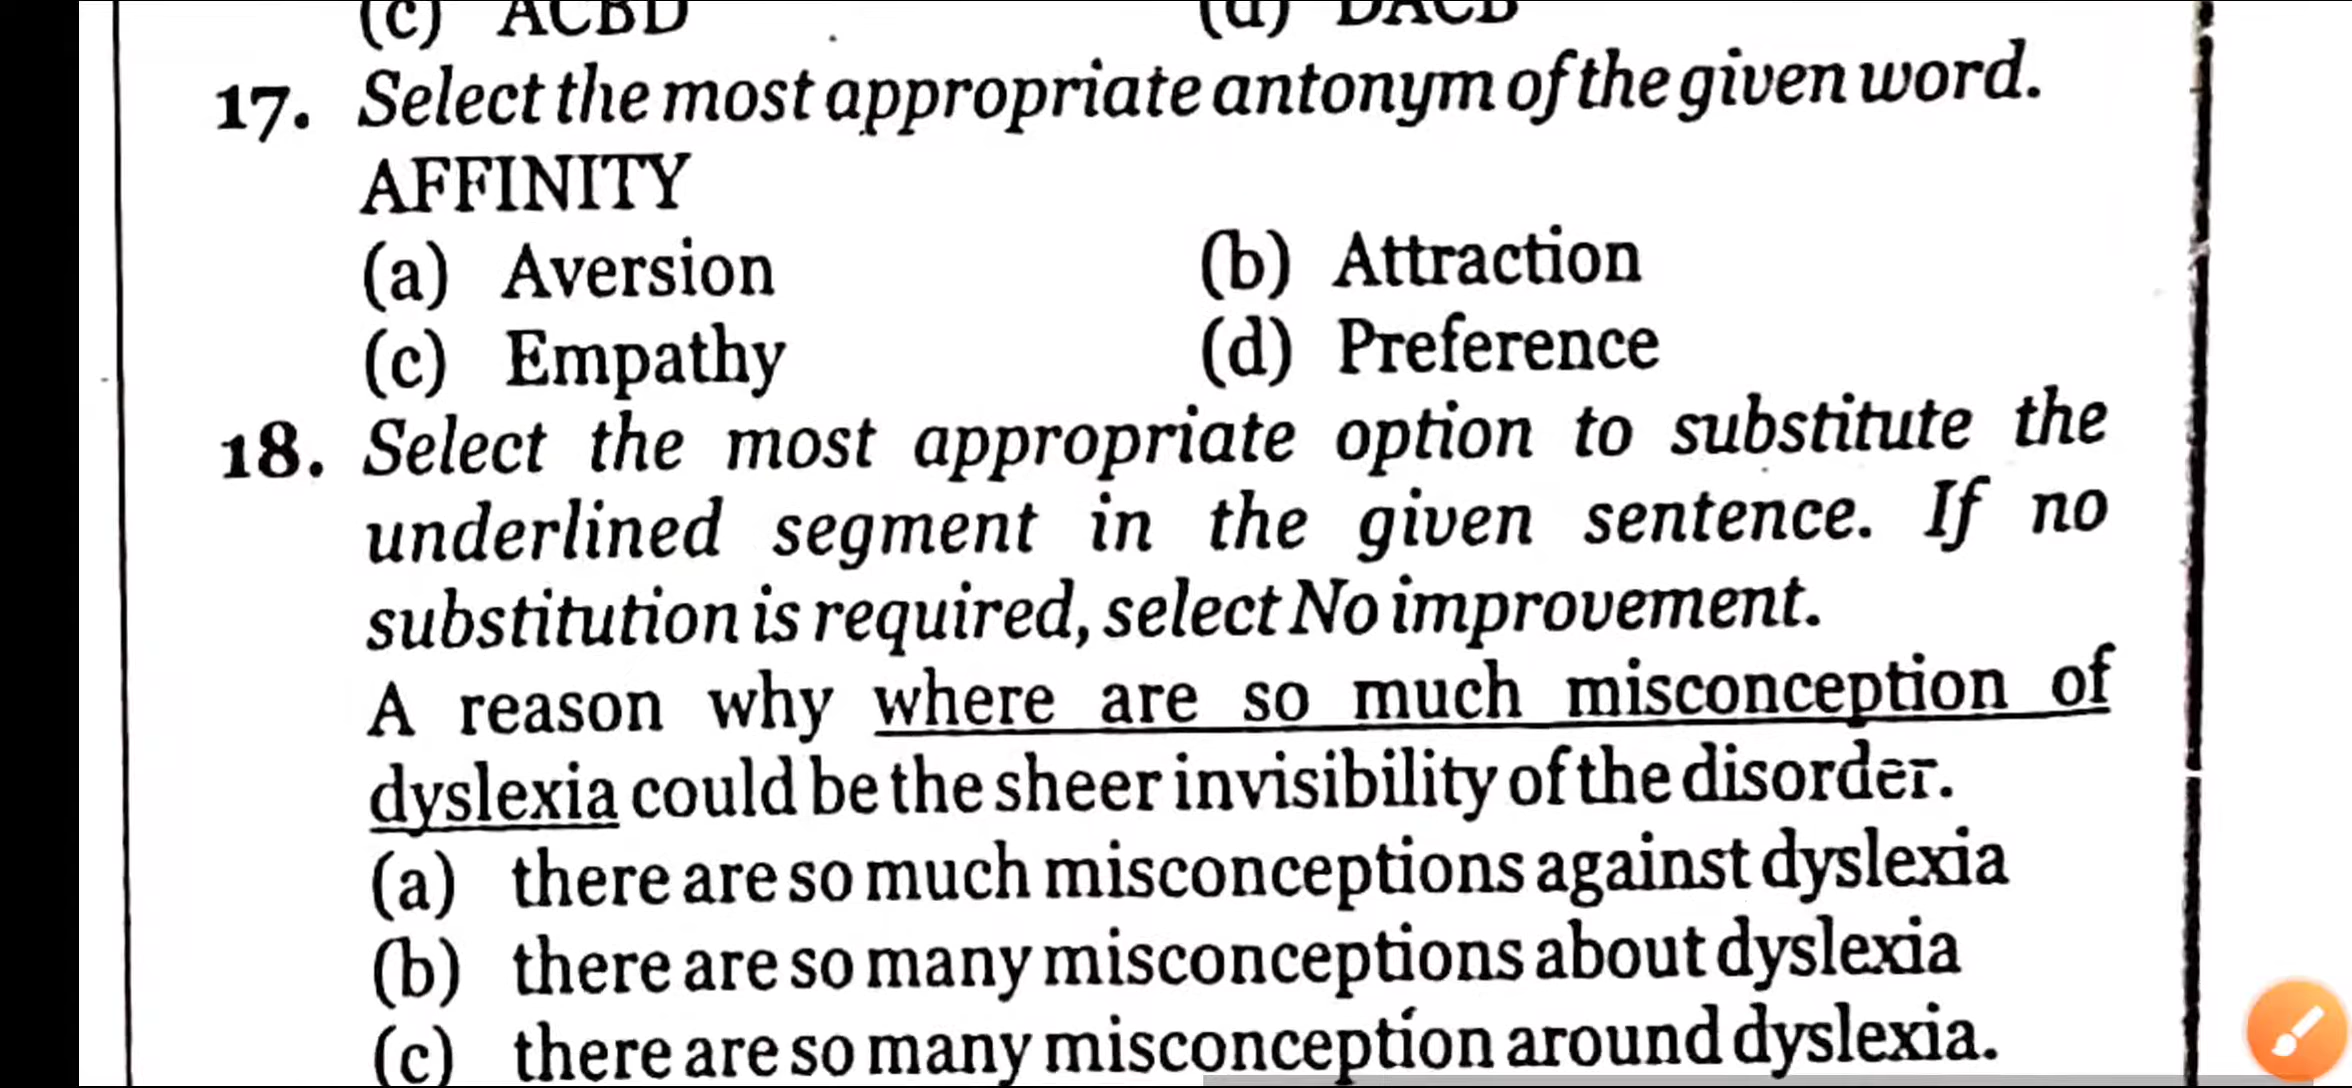 (c) ACBD (d) DACB
17. Select the most appropriate antonym of the given word.
AFFINITY
(a) Aversion (b) Attraction
(c) Empathy (d) Preference
18. Select the most appropriate option to substitute the
underlined segment in the given sentence. If no
substitution is required, select No improvement.
A reason why where are so much misconception of
dyslexia could be the sheer invisibility of the disorder.
(a) there are so much misconceptions against dyslexia
(b) there are so many misconceptions about dyslexia
(c) there are so many misconception around dyslexia.